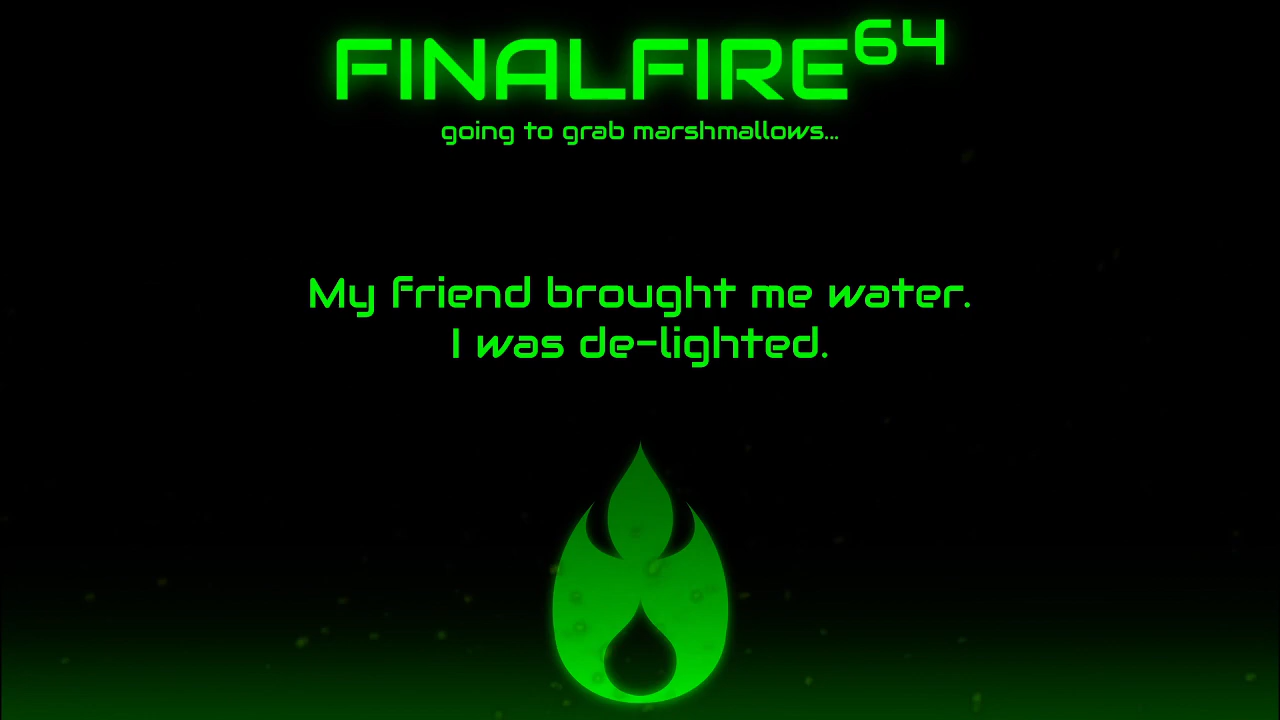 FINALFIRE64
going to grab marshmallows...
My friend brought me water.
I was de-lighted.